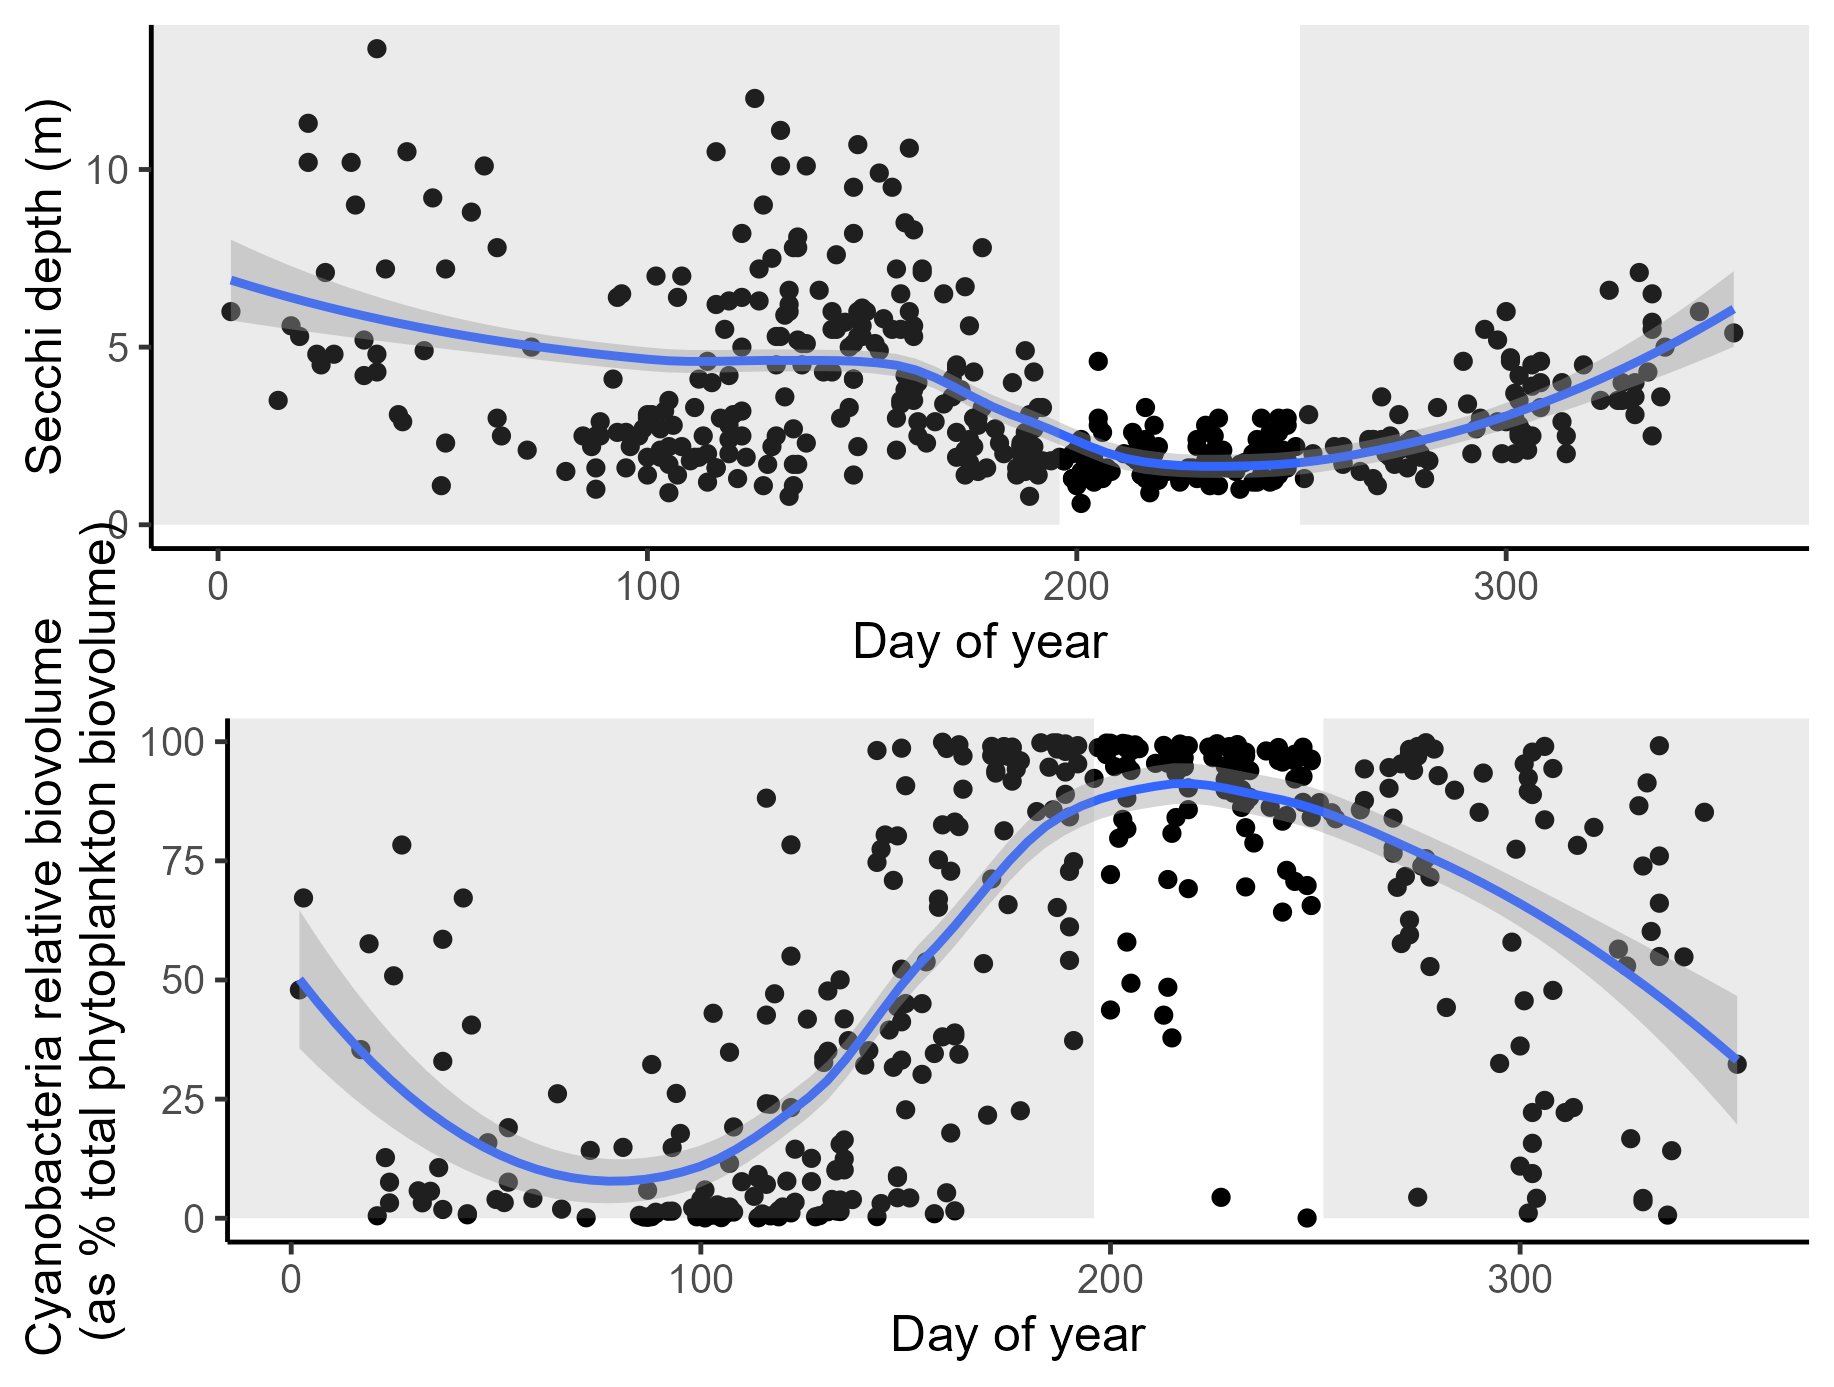 Secchi depth (m)
10
5
0
0 100 200 300
Day of year
Cyanobacteria relative biovolume
(as % total phytoplankton biovolume)
100
75
50
25
0
0 100 200 300
Day of year